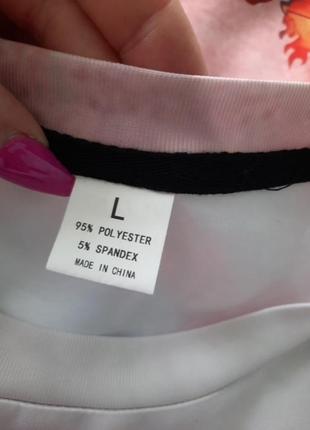 L
95% POLYESTER
5% SPANDEX
MADE IN CHINA